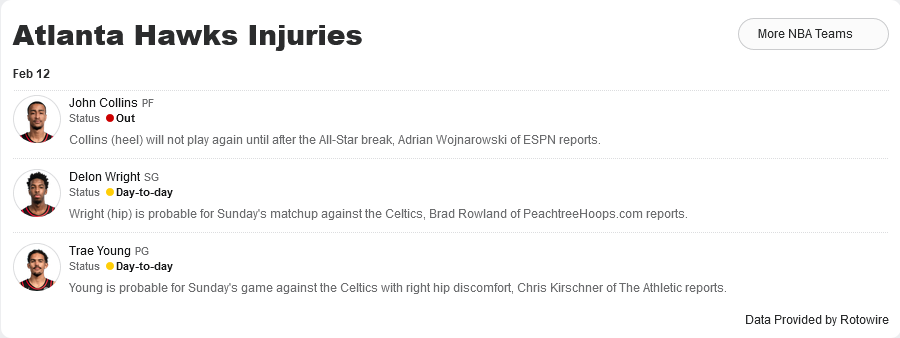 Atlanta Hawks Injuries
More NBA Teams
Feb 12
John Collins PF
Status Out
Collins (heel) will not play again until after the All-Star break, Adrian Wojnarowski of ESPN reports.
Delon Wright SG
Status Day-to-day
Wright (hip) is probable for Sunday's matchup against the Celtics, Brad Rowland of PeachtreeHoops.com reports.
Trae Young PG
Status Day-to-day
Young is probable for Sunday's game against the Celtics with right hip discomfort, Chris Kirschner of The Athletic reports.
Data Provided by Rotowire